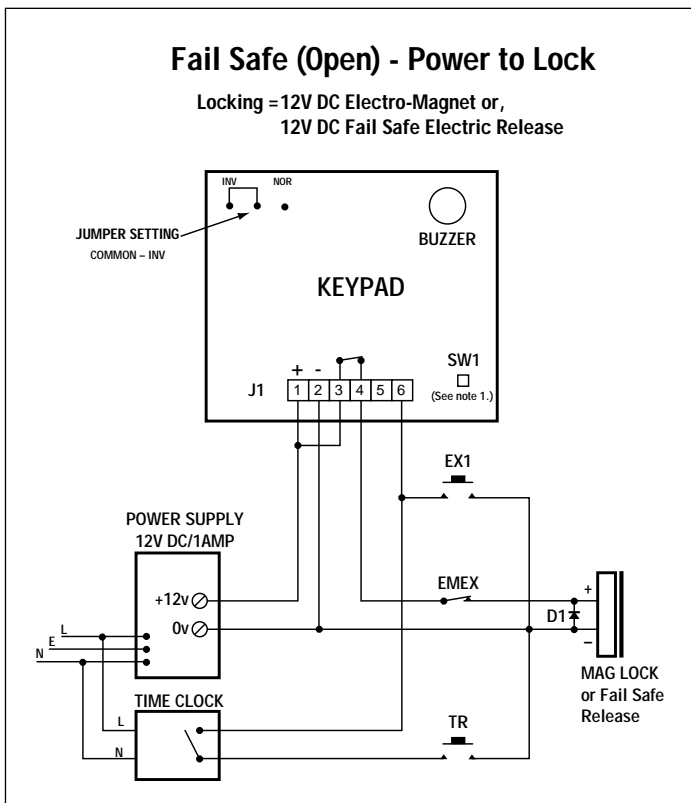 Fail Safe (Open) - Power to Lock
Locking = 12V DC Electro-Magnet or,
12V DC Fail Safe Electric Release
INV NOR
JUMPER SETTING
COMMON – INV
BUZZER
KEYPAD
SW1
(See note 1.)
+ -
J1 1 2 3 4 5 6
EX1
POWER SUPPLY
12V DC/1AMP
+12v
0v
L
E
N
EMEX
D1
+
–
MAG LOCK
or Fail Safe
Release
TIME CLOCK
L
N
TR